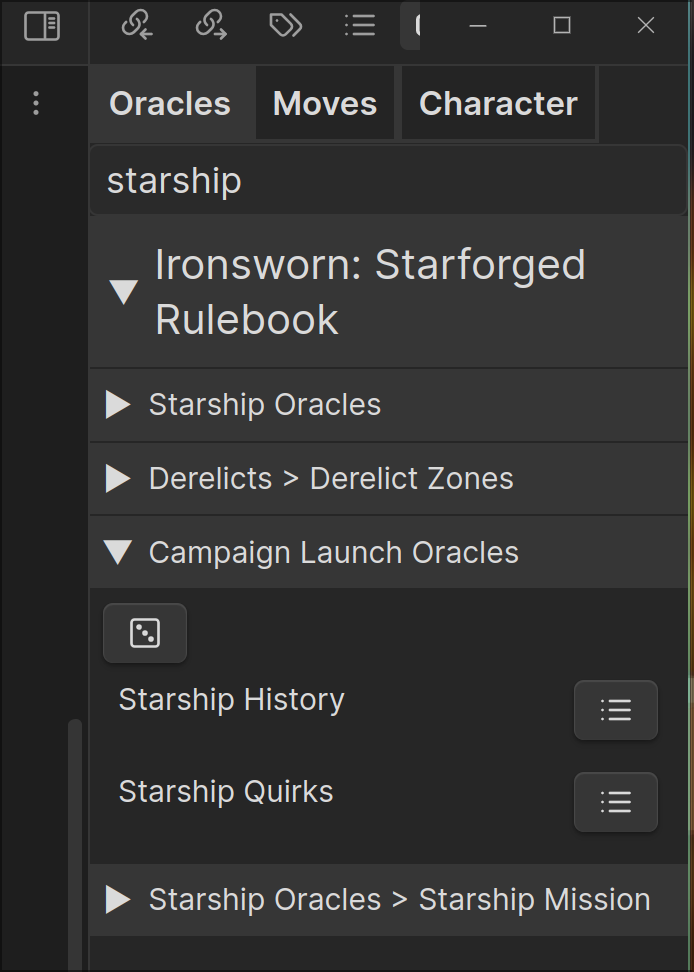 Oracles Moves Character
starship
Ironsworn: Starforged
Rulebook
Starship Oracles
Derelicts > Derelict Zones
Campaign Launch Oracles
Starship History
Starship Quirks
Starship Oracles > Starship Mission